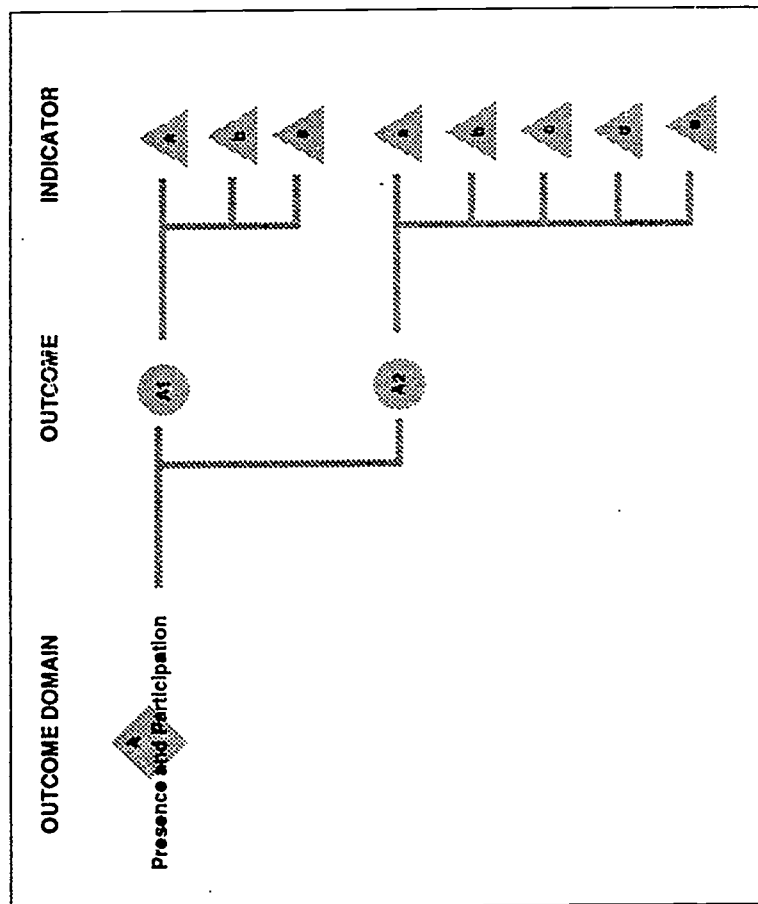 OUTCOME DOMAIN
OUTCOME
INDICATOR
A
Presence and Participation
A1
A2
a
b
a
b
c